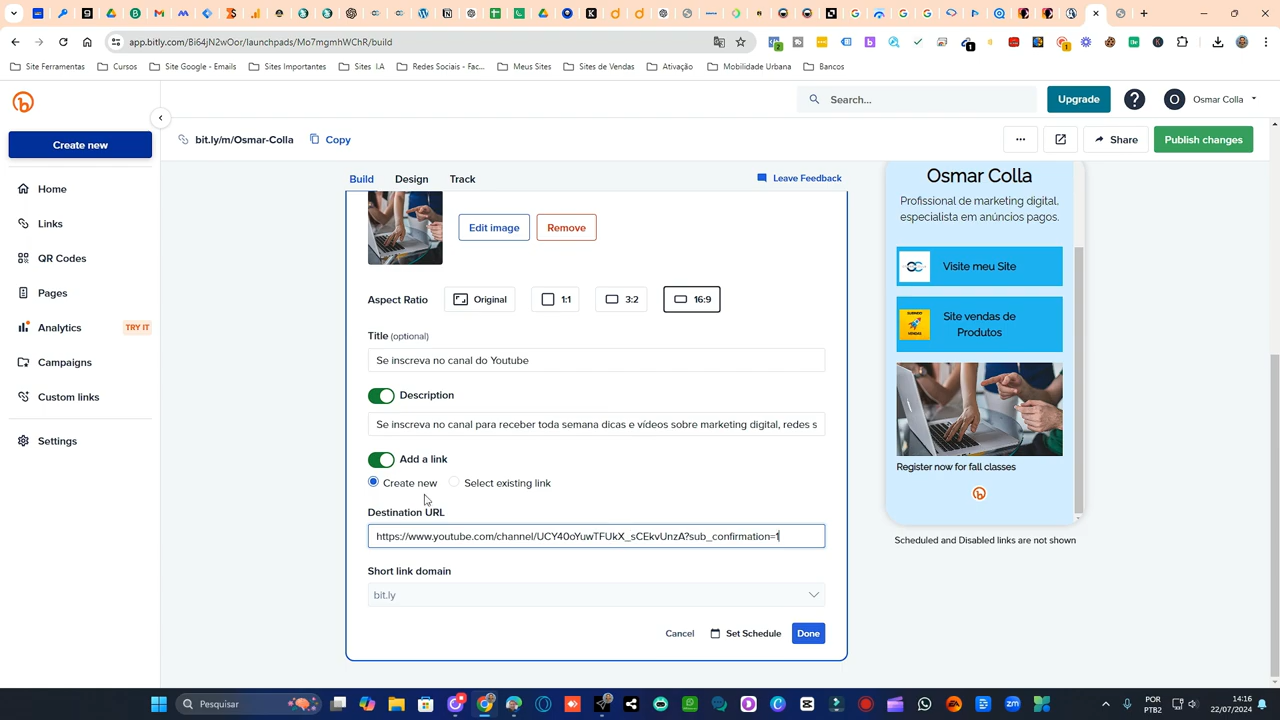 app.bitly.com/Bi64jN2wOor/launchpads/Mo7mgmhWChR/build
Site Ferramentas
Cursos
Site Google - Emails
Sites Importantes
Sites I.A
Redes Sociais - Fac...
Meus Sites
Sites de Vendas
Ativação
Mobilidade Urbana
Bancos
Search...
Upgrade
Osmar Colla
Create new
bit.ly/m/Osmar-Colla
Copy
Share
Publish changes
Home
Links
QR Codes
Pages
Analytics
TRY IT
Campaigns
Custom links
Settings
Build
Design
Track
Leave Feedback
Edit image
Remove
Aspect Ratio
Original
1:1
3:2
16:9
Title (optional)
Se inscreva no canal do Youtube
Description
Se inscreva no canal para receber toda semana dicas e vídeos sobre marketing digital, redes s
Add a link
Create new
Select existing link
Destination URL
https://www.youtube.com/channel/UCY40oYuwTFUkX_sCEkvUnzA?sub_confirmation=1
Short link domain
bit.ly
Cancel
Set Schedule
Done
Osmar Colla
Profissional de marketing digital,
especialista em anúncios pagos.
Visite meu Site
Site vendas de
Produtos
Register now for fall classes
Scheduled and Disabled links are not shown
Pesquisar
POR
PTB2
14:16
22/07/2024